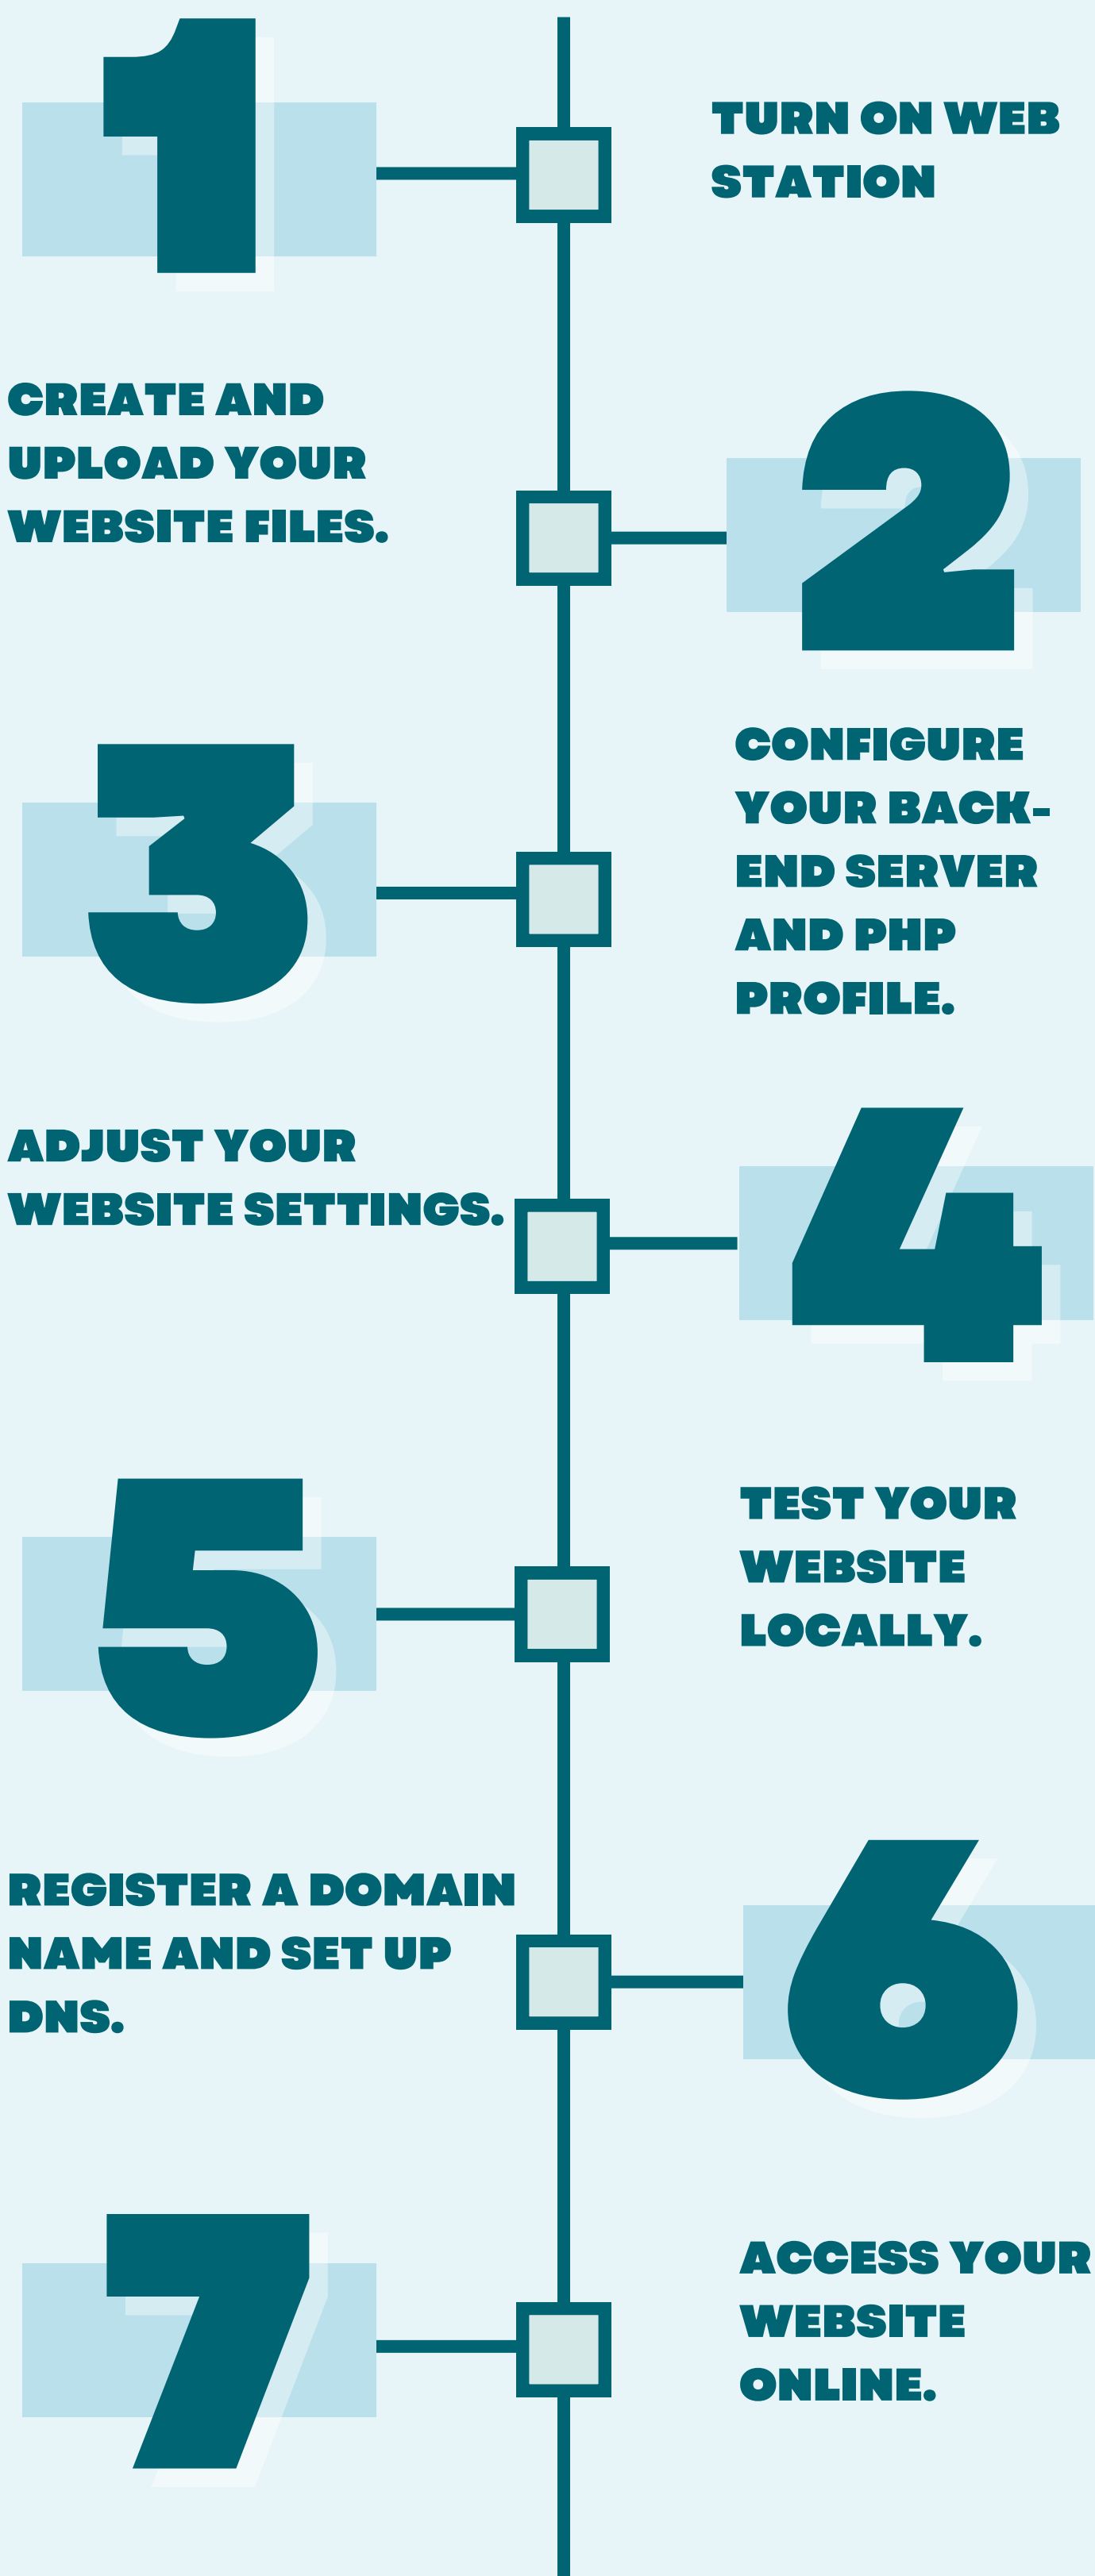 1
TURN ON WEB
STATION
2
CREATE AND
UPLOAD YOUR
WEBSITE FILES.
3
CONFIGURE
YOUR BACK-
END SERVER
AND PHP
PROFILE.
4
ADJUST YOUR
WEBSITE SETTINGS.
5
TEST YOUR
WEBSITE
LOCALLY.
6
REGISTER A DOMAIN
NAME AND SET UP
DNS.
7
ACCESS YOUR
WEBSITE
ONLINE.